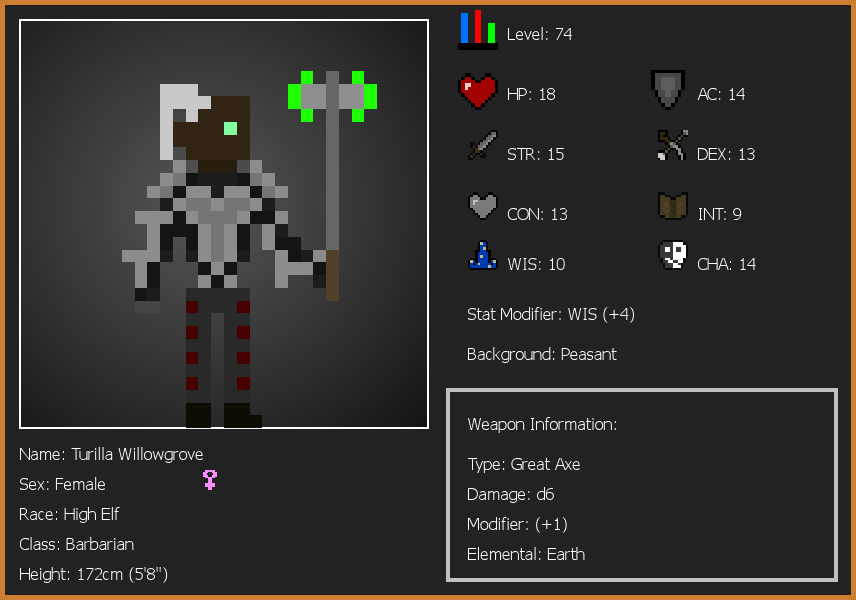 Level: 74
HP: 18
AC: 14
STR: 15
DEX: 13
CON: 13
INT: 9
WIS: 10
CHA: 14
Stat Modifier: WIS (+4)
Background: Peasant
Name: Turilla Willowgrove
Sex: Female
Race: High Elf
Class: Barbarian
Height: 172cm (5'8")
Weapon Information:
Type: Great Axe
Damage: d6
Modifier: (+1)
Elemental: Earth